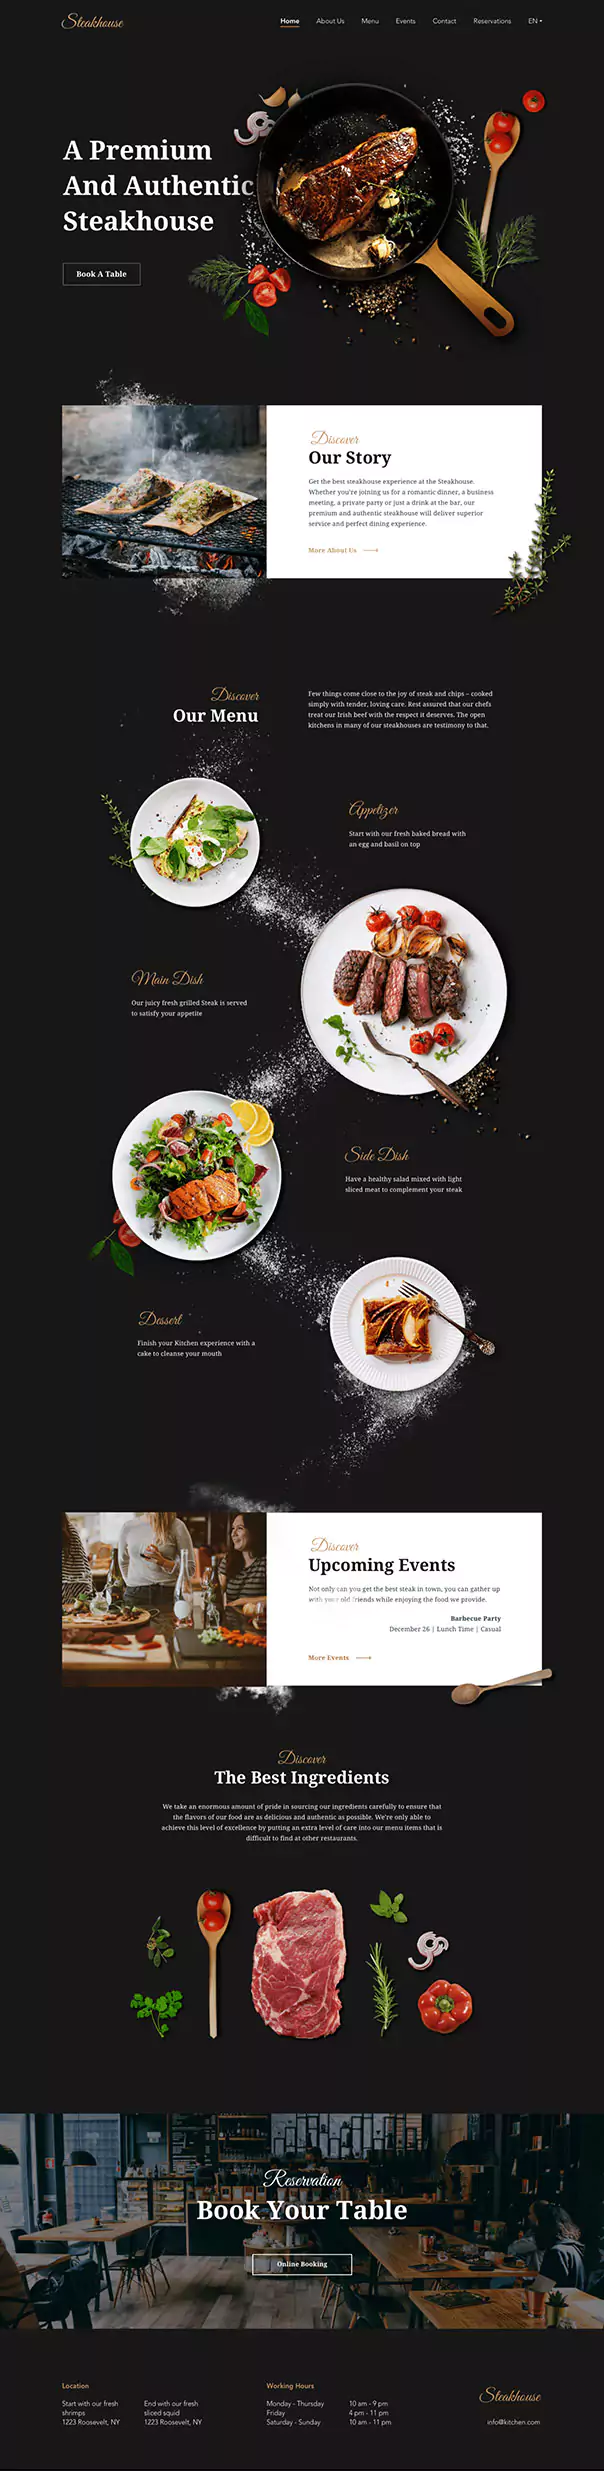 Steakhouse
Home About Us Menu Events Contact Reservations EN
A Premium
And Authentic
Steakhouse
Book A Table
Discover
Our Story
Get the best steakhouse experience at the Steakhouse.
Whether you're joining us for a romantic dinner, a business
meeting, a private party or just a drink at the bar, our
premium and authentic steakhouse will deliver superior
service and perfect dining experience.
More About Us
Discover
Our Menu
Few things come close to the joy of steak and chips – cooked
simply with tender, loving care. Rest assured that our chefs
treat our Irish beef with the respect it deserves. The open
kitchens in many of our steakhouses are testimony to that.
Appetizer
Start with our fresh baked bread with
an egg and basil on top
Main Dish
Our juicy fresh grilled Steak is served
to satisfy your appetite
Side Dish
Have a healthy salad mixed with light
sliced meat to complement your steak
Dessert
Finish your Kitchen experience with a
cake to cleanse your mouth
Discover
Upcoming Events
Not only can you get the best steak in town, you can gather up
with your old friends while enjoying the food we provide.
Barbecue Party
December 26 | Lunch Time | Casual
More Events
Discover
The Best Ingredients
We take an enormous amount of pride in sourcing our ingredients carefully to ensure that
the flavors of our food are as delicious and authentic as possible. We're only able to
achieve this level of excellence by putting an extra level of care into our menu items that is
difficult to find at other restaurants.
Reservation
Book Your Table
Online Booking
Location
Start with our fresh
shrimps
1223 Roosevelt, NY
End with our fresh
sliced squid
1223 Roosevelt, NY
Working Hours
Monday - Thursday 10 am - 9 pm
Friday 4 pm - 11 pm
Saturday - Sunday 10 am - 11 pm
Steakhouse
info@kitchen.com